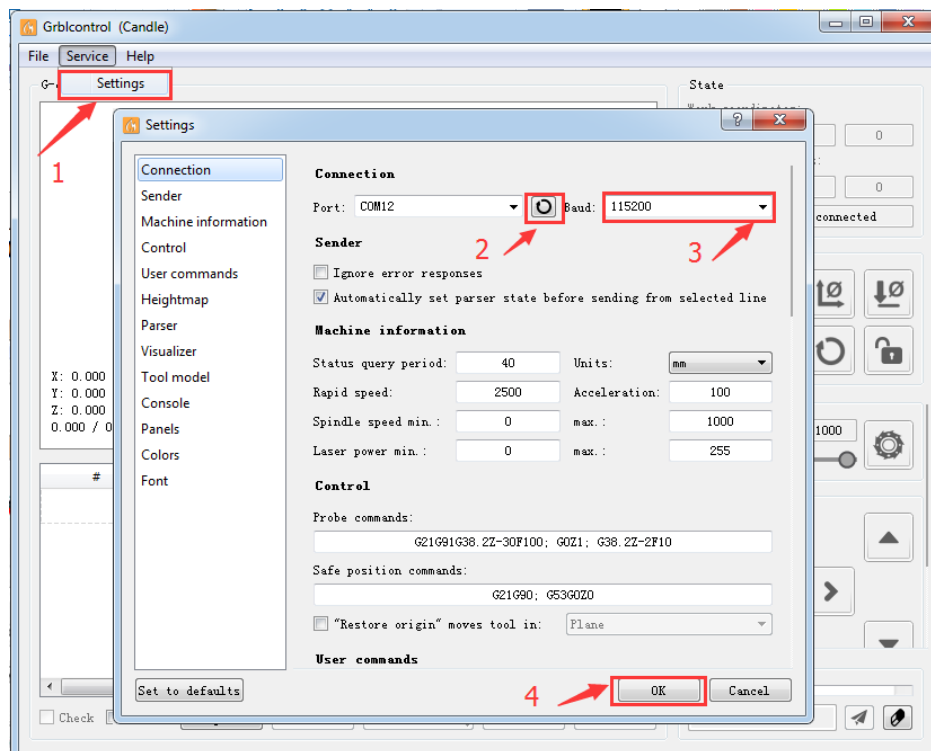 Grblcontrol (Candle)
File Service Help
Settings
State
1
Settings
Connection
Sender
Machine information
Control
User commands
Heightmap
Parser
Visualizer
Tool model
Console
Panels
Colors
Font
Connection
Port: COM12 Baud: 115200
2
3
Sender
Ignore error responses
Automatically set parser state before sending from selected line
Machine information
Status query period: 40 Units: mm
Rapid speed: 2500 Acceleration: 100
Spindle speed min.: 0 max.: 1000
Laser power min.: 0 max.: 255
Control
Probe commands:
G21G91G38.2Z-30F100; G0Z1; G38.2Z-2F10
Safe position commands:
G21G90; G53G0Z0
"Restore origin" moves tool in: Plane
User commands
Set to defaults
4
OK Cancel
0
0
connected
X: 0.000
Y: 0.000
Z: 0.000
0.000 / 0
1000
#
Check